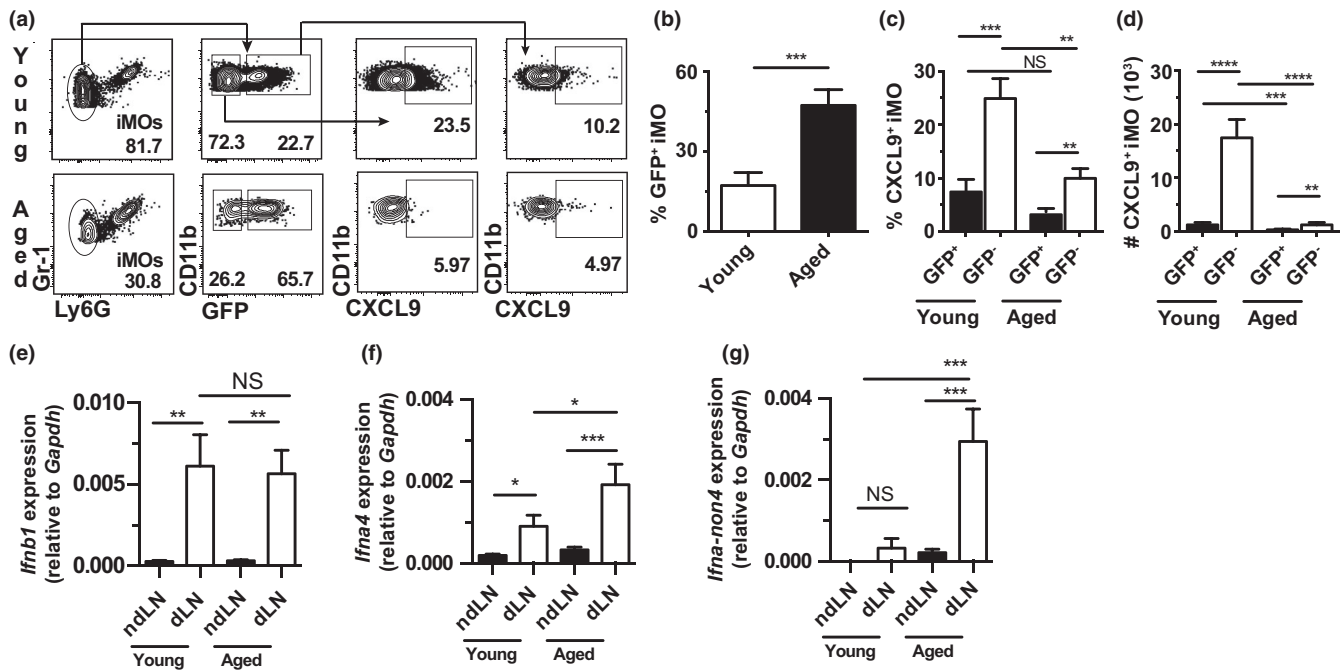 (a)
Young
iMOs
81.7
72.3 22.7
23.5
10.2
Aged
Gr-1
iMOs
30.8
Ly6G
CD11b
26.2 65.7
GFP
CD11b
5.97
CXCL9
CD11b
4.97
CXCL9
(b)
***
% GFP+ iMO
60
30
0
Young
Aged
(c)
***
**
NS
**
% CXCL9+ iMO
30
25
20
15
10
5
0
GFP+
GFP-
GFP+
GFP-
Young Aged
(d)
****
****
***
**
# CXCL9+ iMO (10³)
30
20
10
0
GFP+
GFP-
GFP+
GFP-
Young Aged
(e)
NS
** **
Ifnb1 expression
(relative to Gapdh)
0.010
0.005
0.000
ndLN
dLN
ndLN
dLN
Young Aged
(f)
*
***
*
Ifna4 expression
(relative to Gapdh)
0.004
0.002
0.000
ndLN
dLN
ndLN
dLN
Young Aged
(g)
***
***
NS
Ifna-non4 expression
(relative to Gapdh)
0.004
0.002
0.000
ndLN
dLN
ndLN
dLN
Young Aged